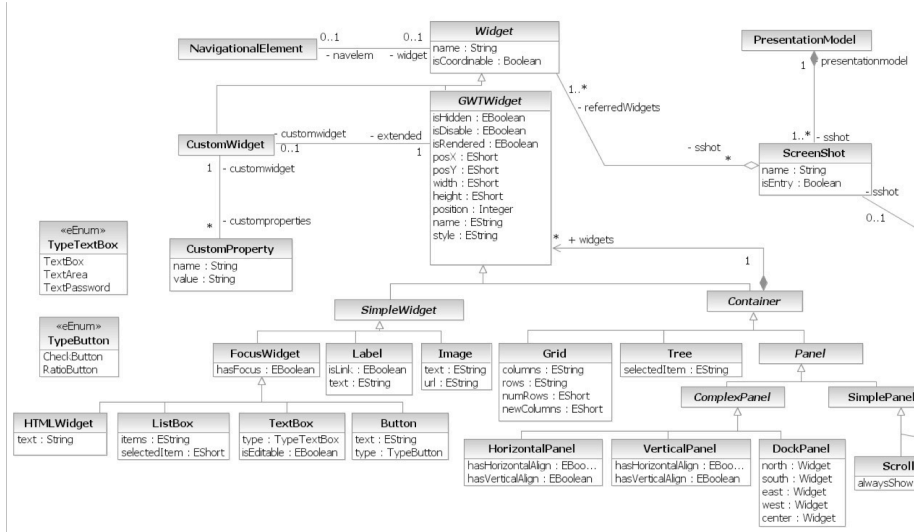 Widget
name : String
isCoordinable : Boolean
NavigationalElement
0..1
- navelem
0..1
- widget
PresentationModel
1
presentationmodel
1..*
- sshot
ScreenShot
name : String
isEntry : Boolean
- sshot
0..1
1..*
- referredWidgets
- sshot
*
GWTWidget
isHidden : EBoolean
isDisable : EBoolean
isRendered : EBoolean
posX : EShort
posY : EShort
width : EShort
height : EShort
position : Integer
name : EString
style : EString
CustomWidget
- customwidget
0..1
- extended
1
1
- customwidget
- customproperties
*
CustomProperty
name : String
value : String
«eEnum»
TypeTextBox
TextBox
TextArea
TextPassword
«eEnum»
TypeButton
CheckButton
RatioButton
*
+ widgets
1
SimpleWidget
Container
FocusWidget
hasFocus : EBoolean
Label
isLink : EBoolean
text : EString
Image
text : EString
url : EString
Grid
columns : EString
rows : EString
numRows : EShort
newColumns : EShort
Tree
selectedItem : EString
Panel
ComplexPanel
SimplePanel
HTMLWidget
text : String
ListBox
items : EString
selectedItem : EShort
TextBox
type : TypeTextBox
isEditable : EBoolean
Button
text : EString
type : TypeButton
HorizontalPanel
hasHorizontalAlign : EBoo...
hasVerticalAlign : EBoolean
VerticalPanel
hasHorizontalAlign : EBoo...
hasVerticalAlign : EBoolean
DockPanel
north : Widget
south : Widget
east : Widget
west : Widget
center : Widget
Scroll
alwaysShow